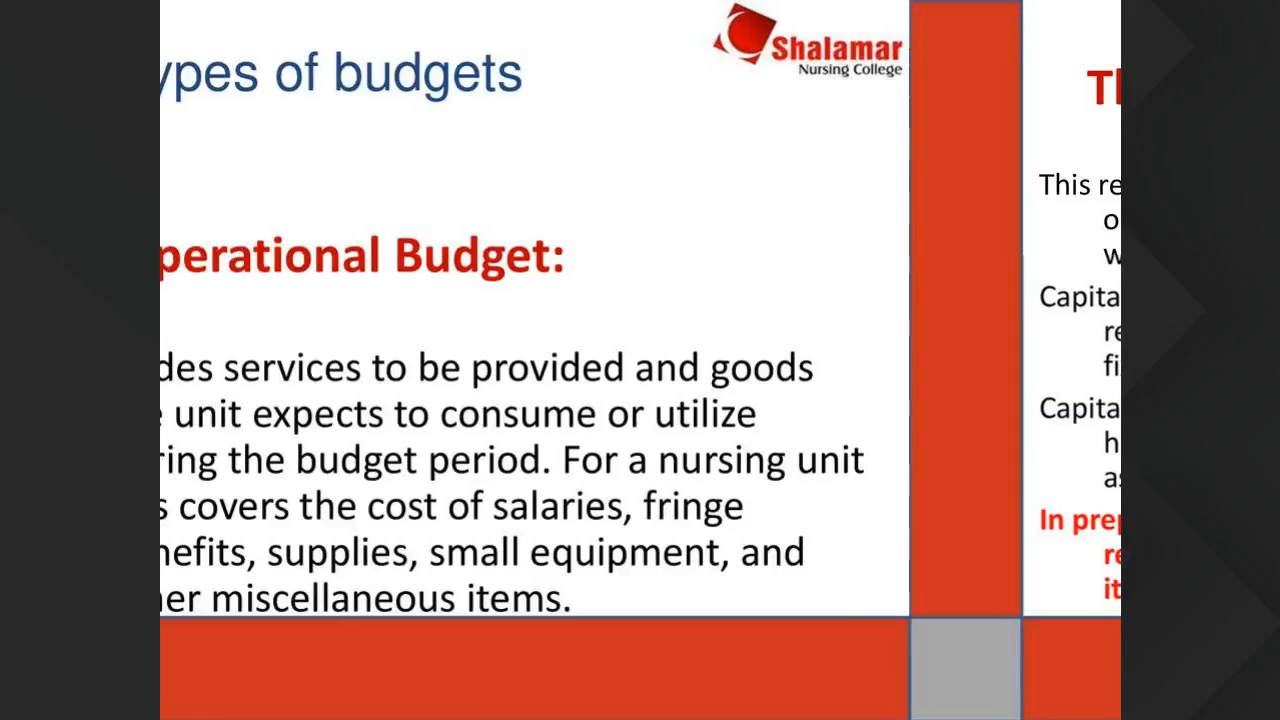 ypes of budgets
Shalamar
Nursing College
perational Budget:
des services to be provided and goods
unit expects to consume or utilize
ring the budget period. For a nursing unit
s covers the cost of salaries, fringe
nefits, supplies, small equipment, and
er miscellaneous items.
Th
This re
o
w
Capita
re
fi
Capita
h
as
In prep
re
it